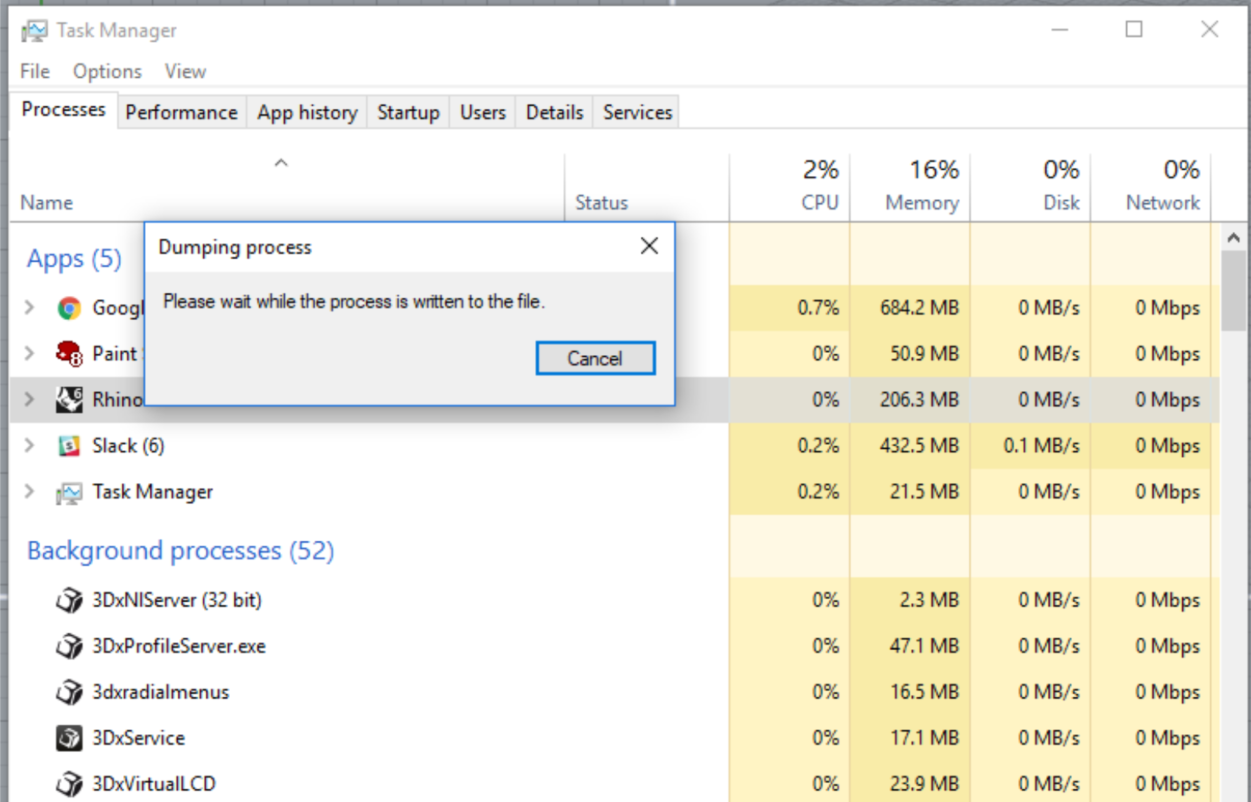 Task Manager
File Options View
Processes Performance App history Startup Users Details Services
2% 16% 0% 0%
Name Status CPU Memory Disk Network
Dumping process
Apps (5)
Please wait while the process is written to the file.
Googl 0.7% 684.2 MB 0 MB/s 0 Mbps
Paint 0% 50.9 MB 0 MB/s 0 Mbps
Cancel
Rhino 0% 206.3 MB 0 MB/s 0 Mbps
Slack (6) 0.2% 432.5 MB 0.1 MB/s 0 Mbps
Task Manager 0.2% 21.5 MB 0 MB/s 0 Mbps
Background processes (52)
3DxNlServer (32 bit) 0% 2.3 MB 0 MB/s 0 Mbps
3DxProfileServer.exe 0% 47.1 MB 0 MB/s 0 Mbps
3dxradialmenus 0% 16.5 MB 0 MB/s 0 Mbps
3DxService 0% 17.1 MB 0 MB/s 0 Mbps
3DxVirtualLCD 0% 23.9 MB 0 MB/s 0 Mbps